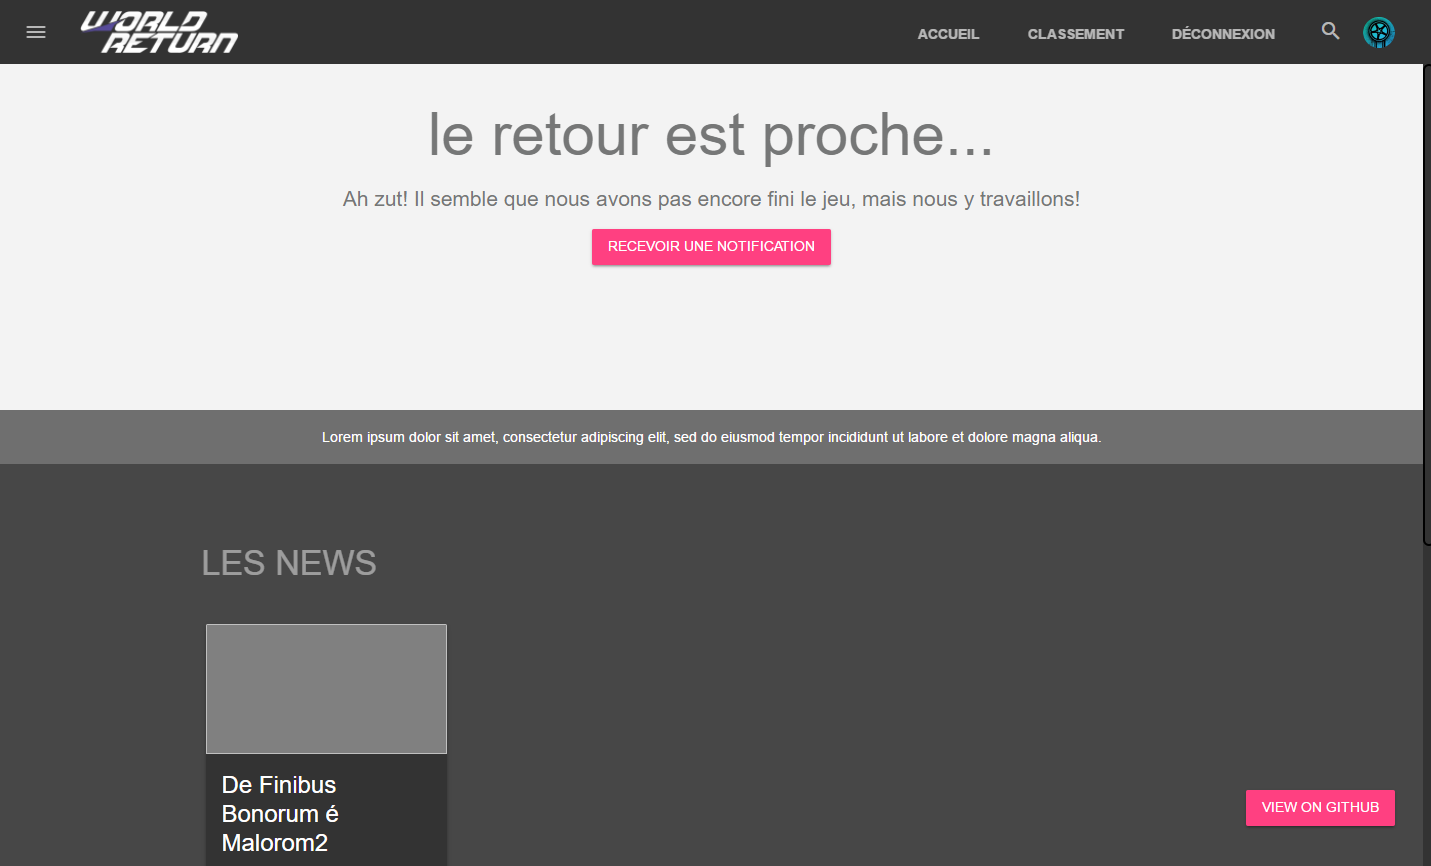 WORLD
RETURN
ACCUEIL
CLASSEMENT
DÉCONNEXION
le retour est proche...
Ah zut! Il semble que nous avons pas encore fini le jeu, mais nous y travaillons!
RECEVOIR UNE NOTIFICATION
Lorem ipsum dolor sit amet, consectetur adipiscing elit, sed do eiusmod tempor incididunt ut labore et dolore magna aliqua.
LES NEWS
De Finibus
Bonorum é
Malorom2
VIEW ON GITHUB